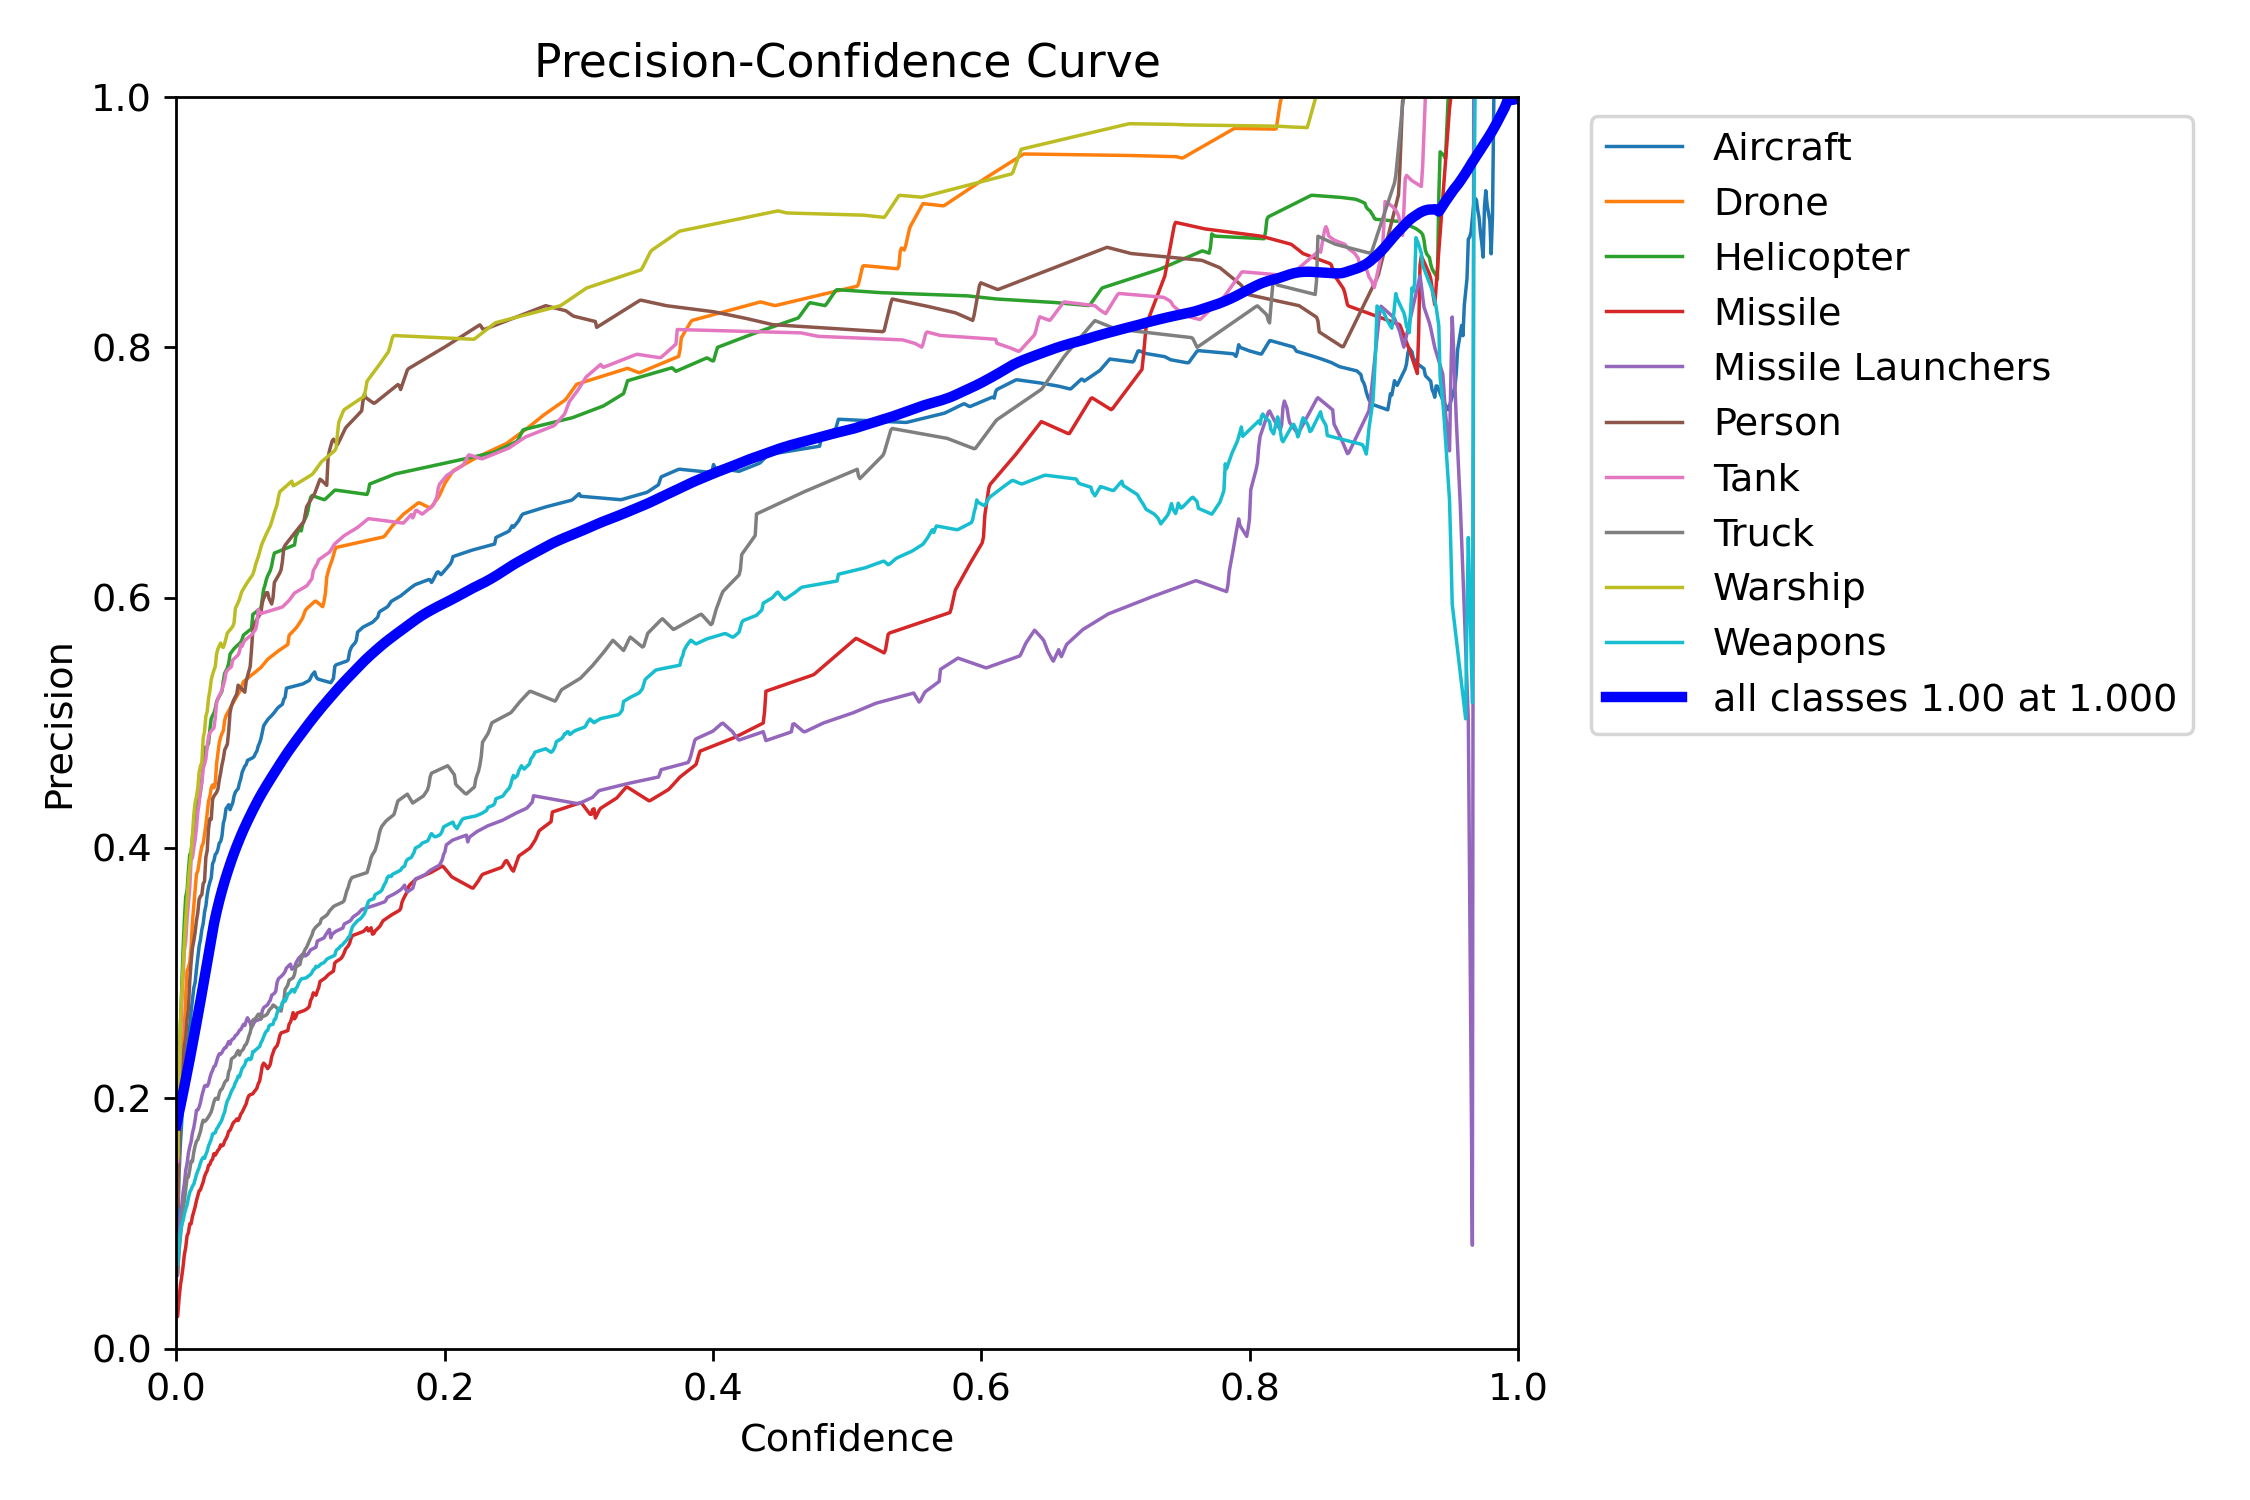 Precision-Confidence Curve
1.0
0.8
0.6
0.4
0.2
0.0
Precision
0.0 0.2 0.4 0.6 0.8 1.0
Confidence
Aircraft
Drone
Helicopter
Missile
Missile Launchers
Person
Tank
Truck
Warship
Weapons
all classes 1.00 at 1.000